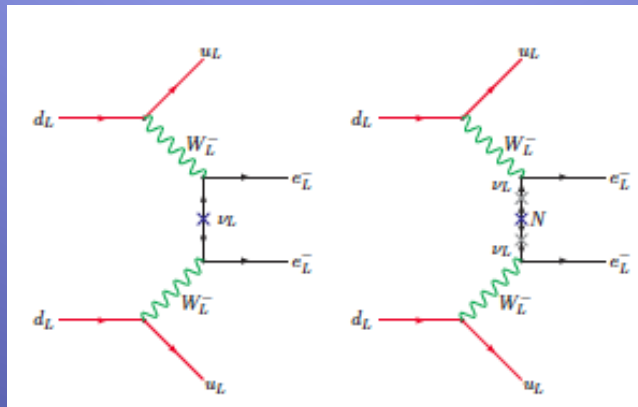 u_L u_L
d_L d_L
W_L^- W_L^-
e_L^- ν_L e_L^-
ν_L N
e_L^- ν_L e_L^-
W_L^- W_L^-
d_L d_L
u_L u_L